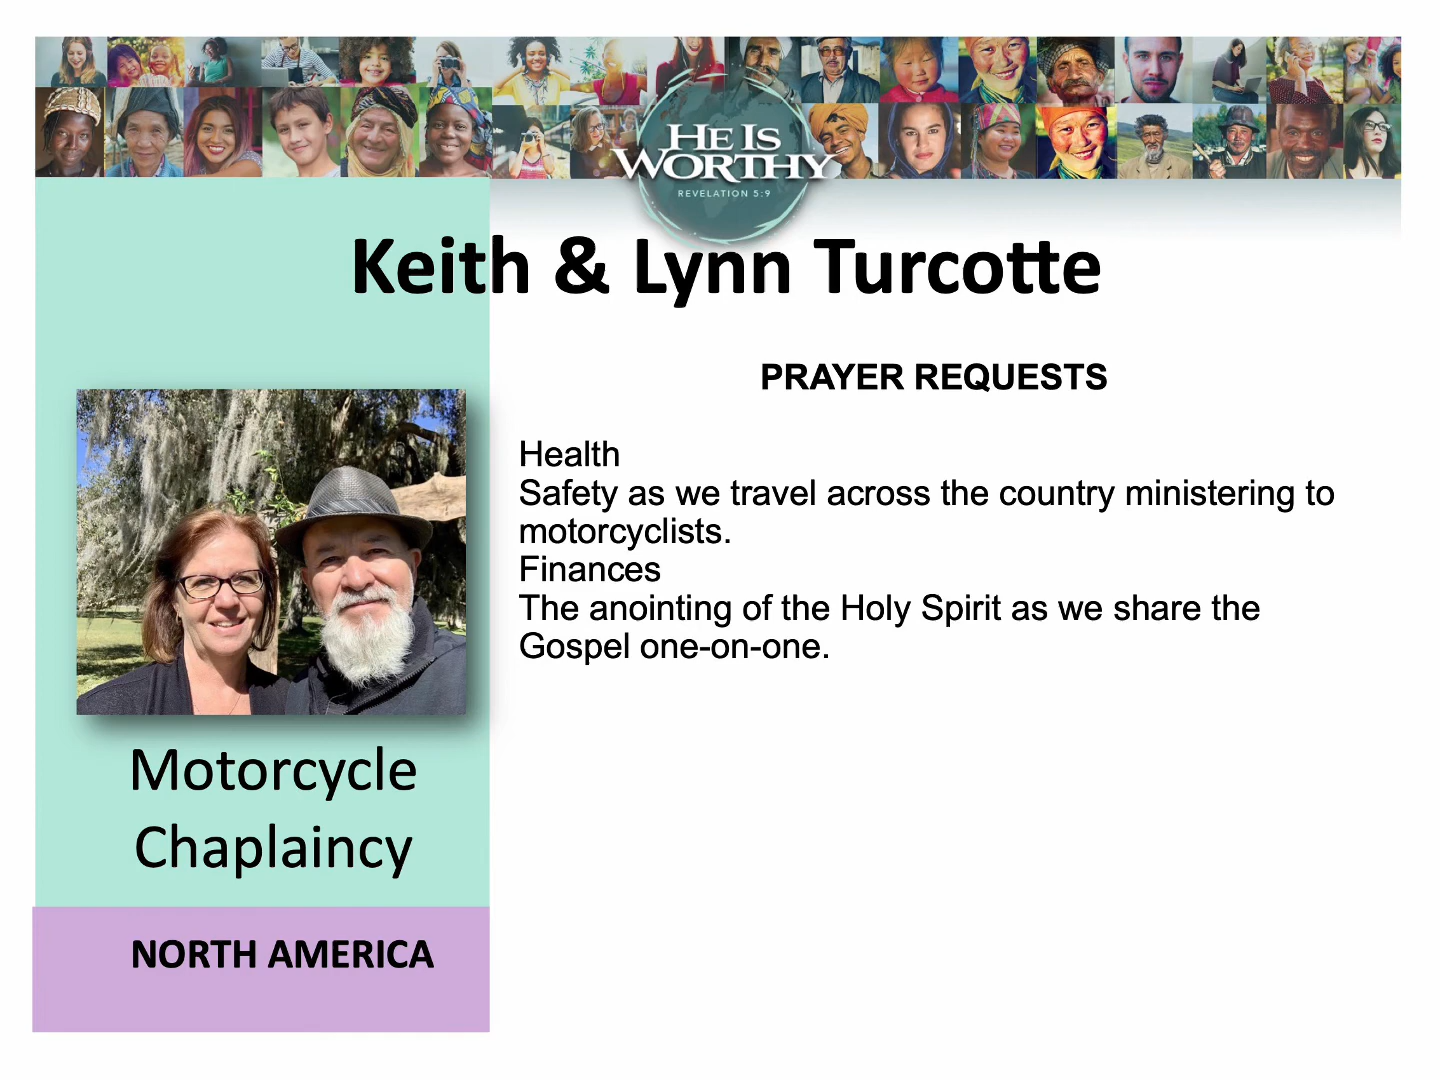 HE IS
WORTHY
REVELATION 5:9
Keith & Lynn Turcotte
PRAYER REQUESTS
Health
Safety as we travel across the country ministering to
motorcyclists.
Finances
The anointing of the Holy Spirit as we share the
Gospel one-on-one.
Motorcycle
Chaplaincy
NORTH AMERICA